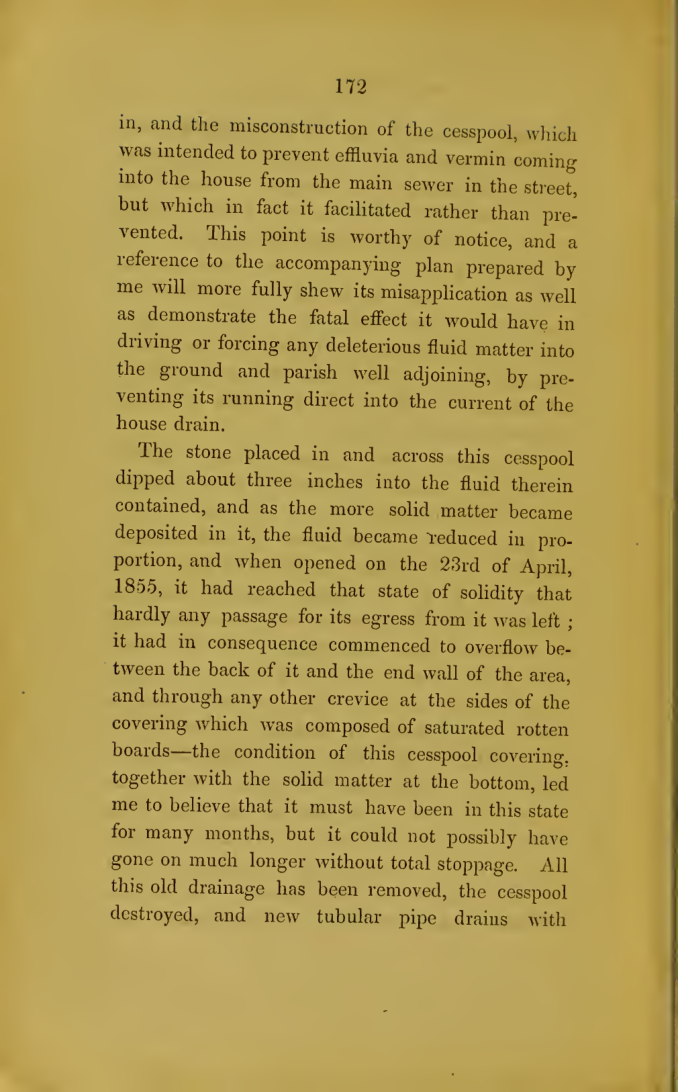 172
in, and the misconstruction of the cesspool, which
was intended to prevent effluvia and vermin coming
into the house from the main sewer in the street,
but which in fact it facilitated rather than pre-
vented. This point is worthy of notice, and a
reference to the accompanying plan prepared by
me will more fully shew its misapplication as well
as demonstrate the fatal effect it would have in
driving or forcing any deleterious fluid matter into
the ground and parish well adjoining, by pre-
venting its running direct into the current of the
house drain.
The stone placed in and across this cesspool
dipped about three inches into the fluid therein
contained, and as the more solid matter became
deposited in it, the fluid became reduced in pro-
portion, and when opened on the 23rd of April,
1855, it had reached that state of solidity that
hardly any passage for its egress from it was left ;
it had in consequence commenced to overflow be-
tween the back of it and the end wall of the area,
and through any other crevice at the sides of the
covering which was composed of saturated rotten
boards—the condition of this cesspool covering,
together with the solid matter at the bottom, led
me to believe that it must have been in this state
for many months, but it could not possibly have
gone on much longer without total stoppage. All
this old drainage has been removed, the cesspool
destroyed, and new tubular pipe drains with